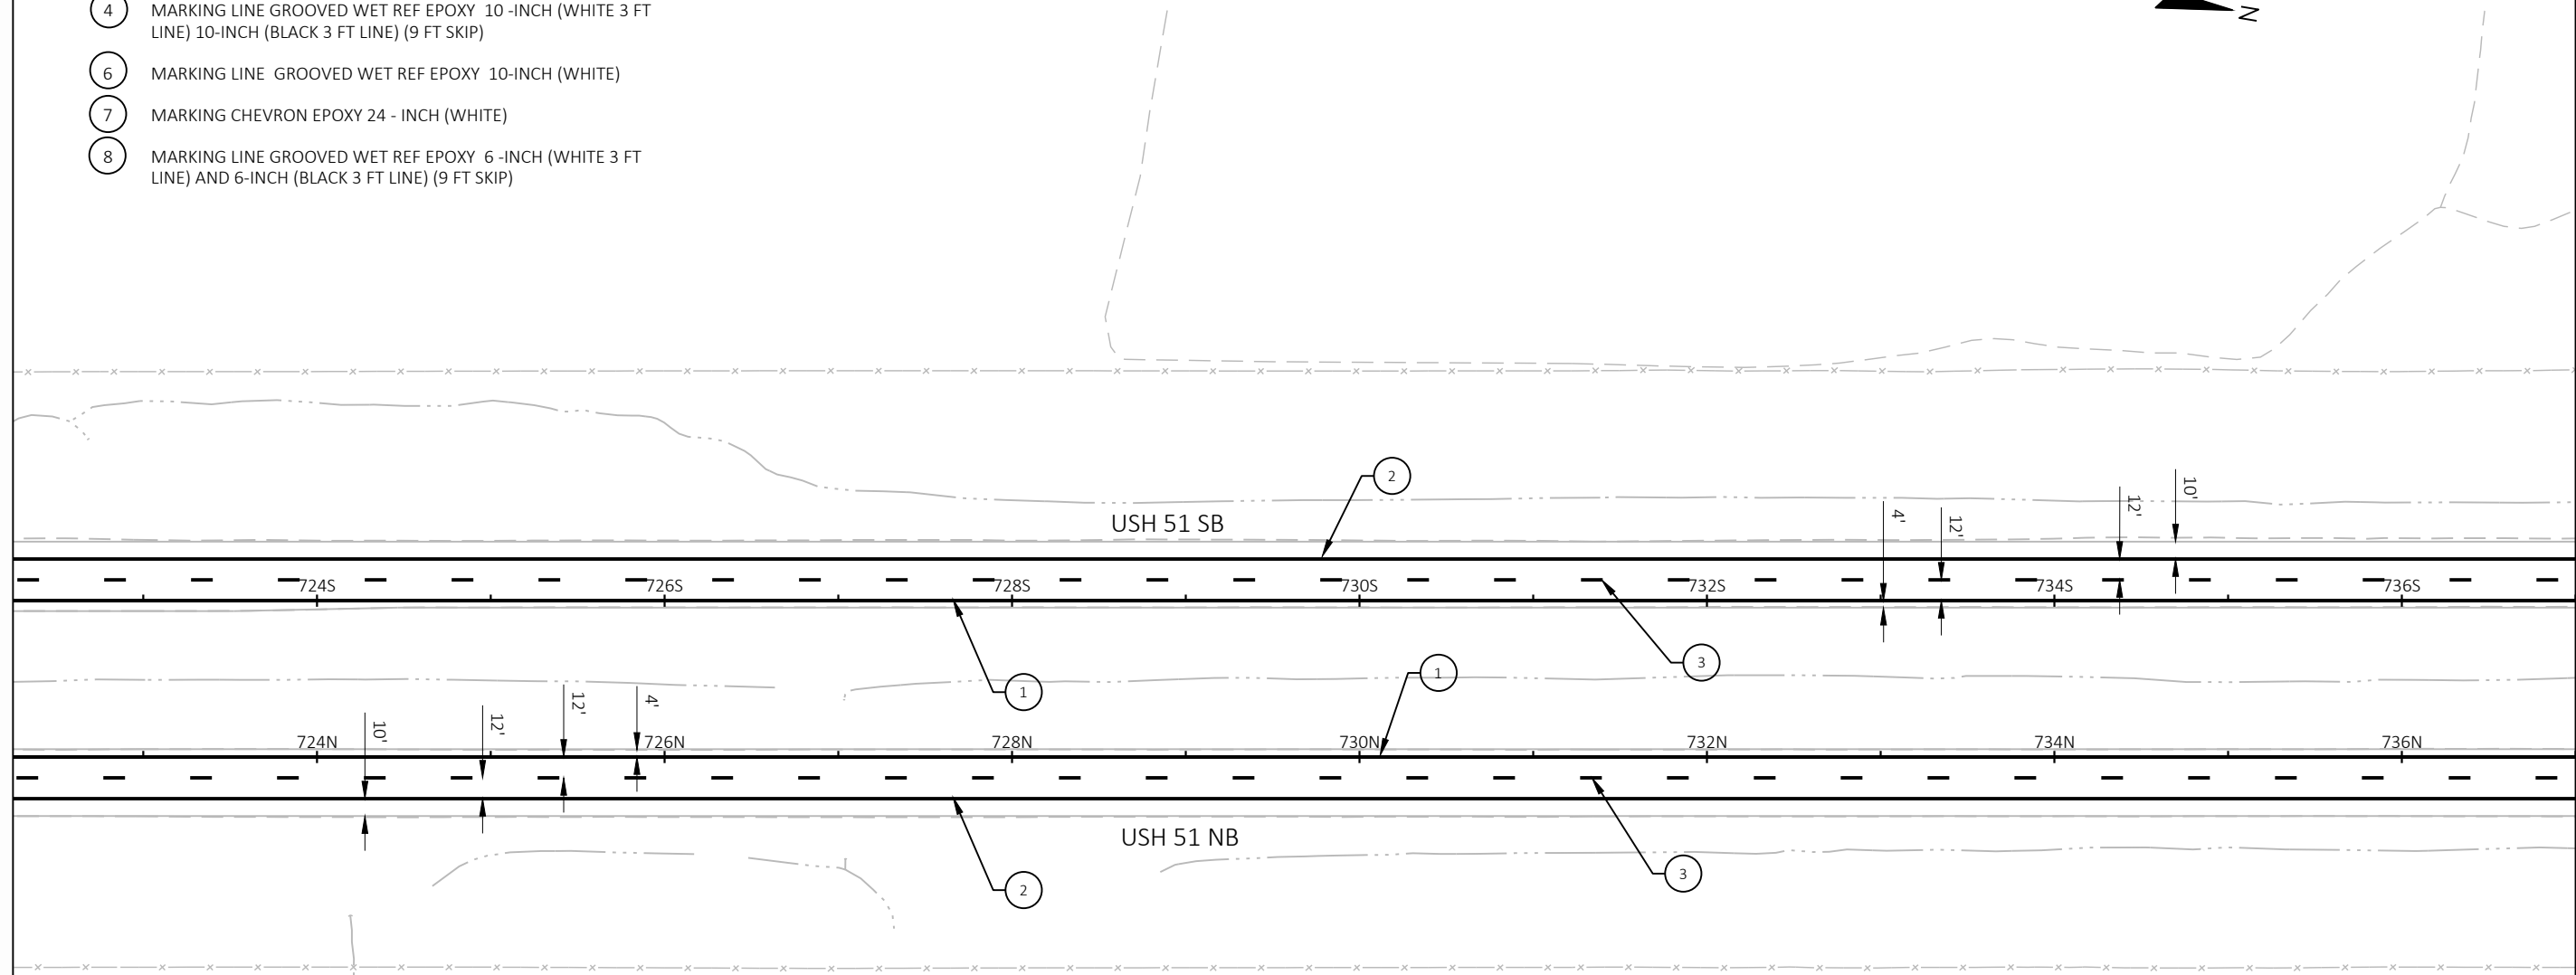 4 MARKING LINE GROOVED WET REF EPOXY 10 -INCH (WHITE 3 FT
LINE) 10-INCH (BLACK 3 FT LINE) (9 FT SKIP)
6 MARKING LINE GROOVED WET REF EPOXY 10-INCH (WHITE)
7 MARKING CHEVRON EPOXY 24 - INCH (WHITE)
8 MARKING LINE GROOVED WET REF EPOXY 6 -INCH (WHITE 3 FT
LINE) AND 6-INCH (BLACK 3 FT LINE) (9 FT SKIP)
N
2
USH 51 SB
4'
12'
12'
10'
724S 726S 728S 730S 732S 734S 736S
1
1
3
10'
12'
12'
4'
724N 726N 728N 730N 732N 734N 736N
USH 51 NB
2
3